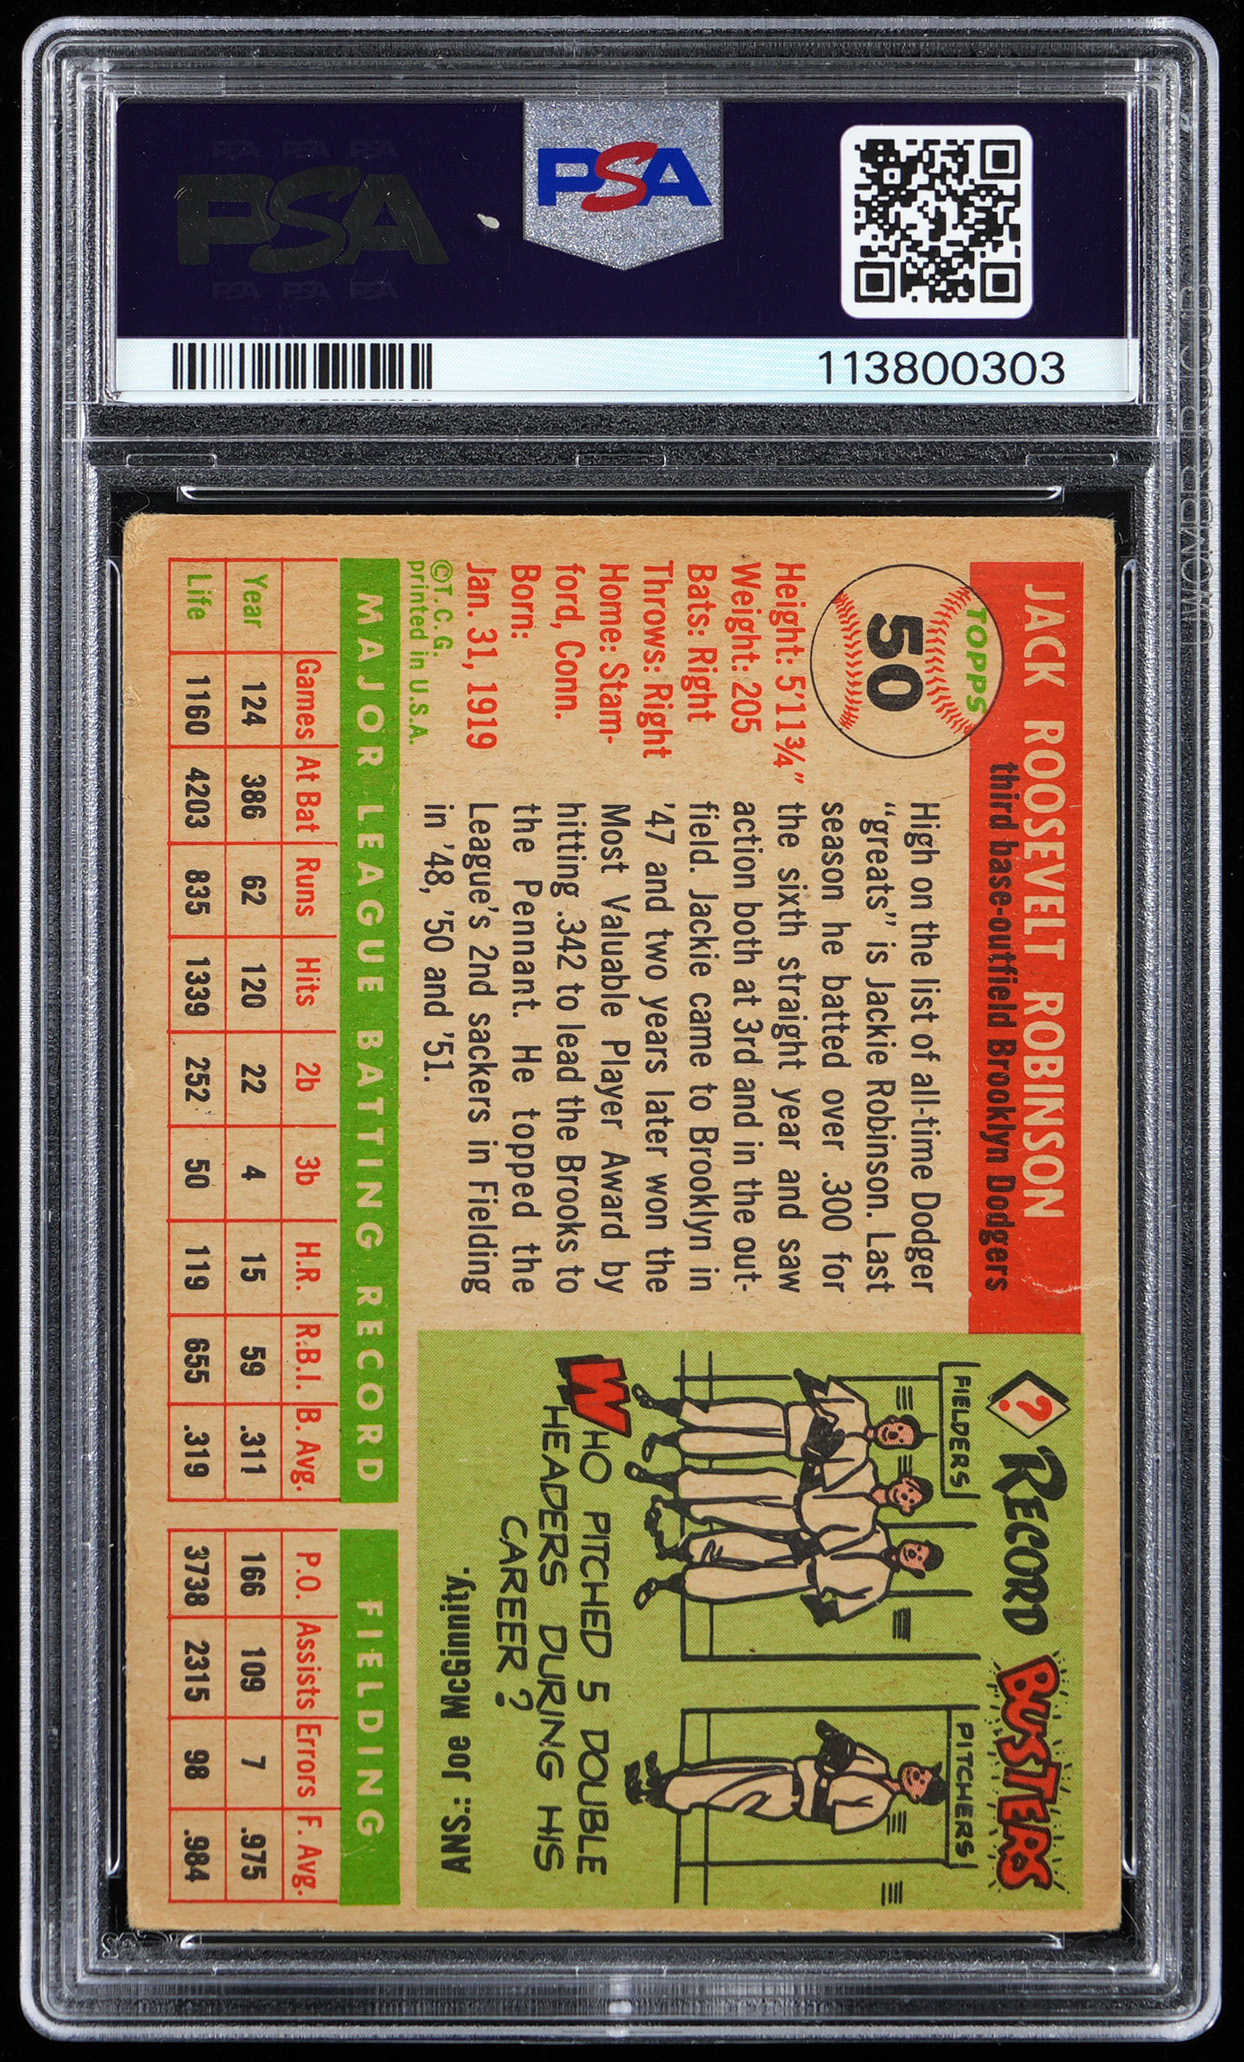 PSA
PSA
113800303
JACK ROOSEVELT ROBINSON
third base-outfield Brooklyn Dodgers
TOPPS
50
Height: 5'11¾"
Weight: 205
Bats: Right
Throws: Right
Home: Stam-
ford, Conn.
Born:
Jan. 31, 1919
©T. C. G.
printed in U.S.A.
High on the list of all-time Dodger
“greats” is Jackie Robinson. Last
season he batted over .300 for
the sixth straight year and saw
action both at 3rd and in the out-
field. Jackie came to Brooklyn in
'47 and two years later won the
Most Valuable Player Award by
hitting .342 to lead the Brooks to
the Pennant. He topped the
League's 2nd sackers in Fielding
in '48, '50 and '51.
? RECORD BUSTERS
FIELDERS
PITCHERS
WHO PITCHED 5 DOUBLE
HEADERS DURING HIS
CAREER?
ANS.: Joe McGinnity.
MAJOR LEAGUE BATTING RECORD FIELDING
Games At Bat Runs Hits 2b 3b H.R. R.B.I. B. Avg. P.O. Assists Errors F. Avg.
Year 124 386 62 120 22 4 15 59 .311 166 109 7 .975
Life 1160 4203 835 1339 252 50 119 655 .319 3738 2315 98 .984